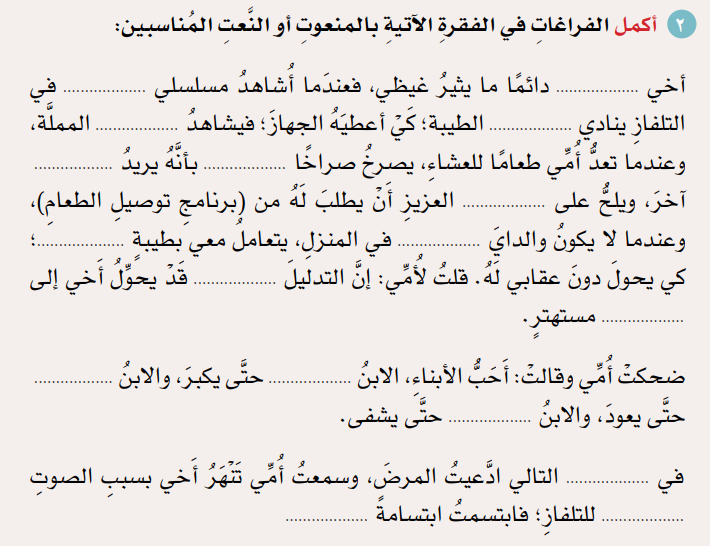 ٢ أكمل الفراغاتِ في الفقرةِ الآتيةِ بالمنعوتِ أو النَّعتِ المُناسبين:
أخي .................. دائمًا ما يثيرُ غيظي، فعندَما أُشاهدُ مسلسلي .................. في
التلفازِ ينادي .................. الطيبة؛ كَيْ أعطيَهُ الجهازَ؛ فيشاهدُ .................. المملَّة،
وعندما تعدُّ أُمِّي طعامًا للعشاءِ، يصرخُ صراخًا .................. بأنَّهُ يريدُ ..................
آخرَ، ويلحُّ على .................. العزيزِ أَنْ يطلبَ لَهُ من (برنامجِ توصيلِ الطعامِ)،
وعندما لا يكونُ والدايَ .................. في المنزلِ، يتعاملُ معي بطيبةٍ ..................؛
كي يحولَ دونَ عقابي لَهُ. قلتُ لأُمِّي: إنَّ التدليلَ .................. قَدْ يحوِّلُ أَخي إلى
.................. مستهترٍ.
ضحكتْ أُمِّي وقالتْ: أَحَبُّ الأبناءِ، الابنُ .................. حتَّى يكبرَ، والابنُ ..................
حتَّى يعودَ، والابنُ .................. حتَّى يشفى.
في .................. التالي ادَّعيتُ المرضَ، وسمعتُ أُمِّي تَنْهَرُ أَخي بسببِ الصوتِ
.................. للتلفازِ؛ فابتسمتُ ابتسامةً ..................